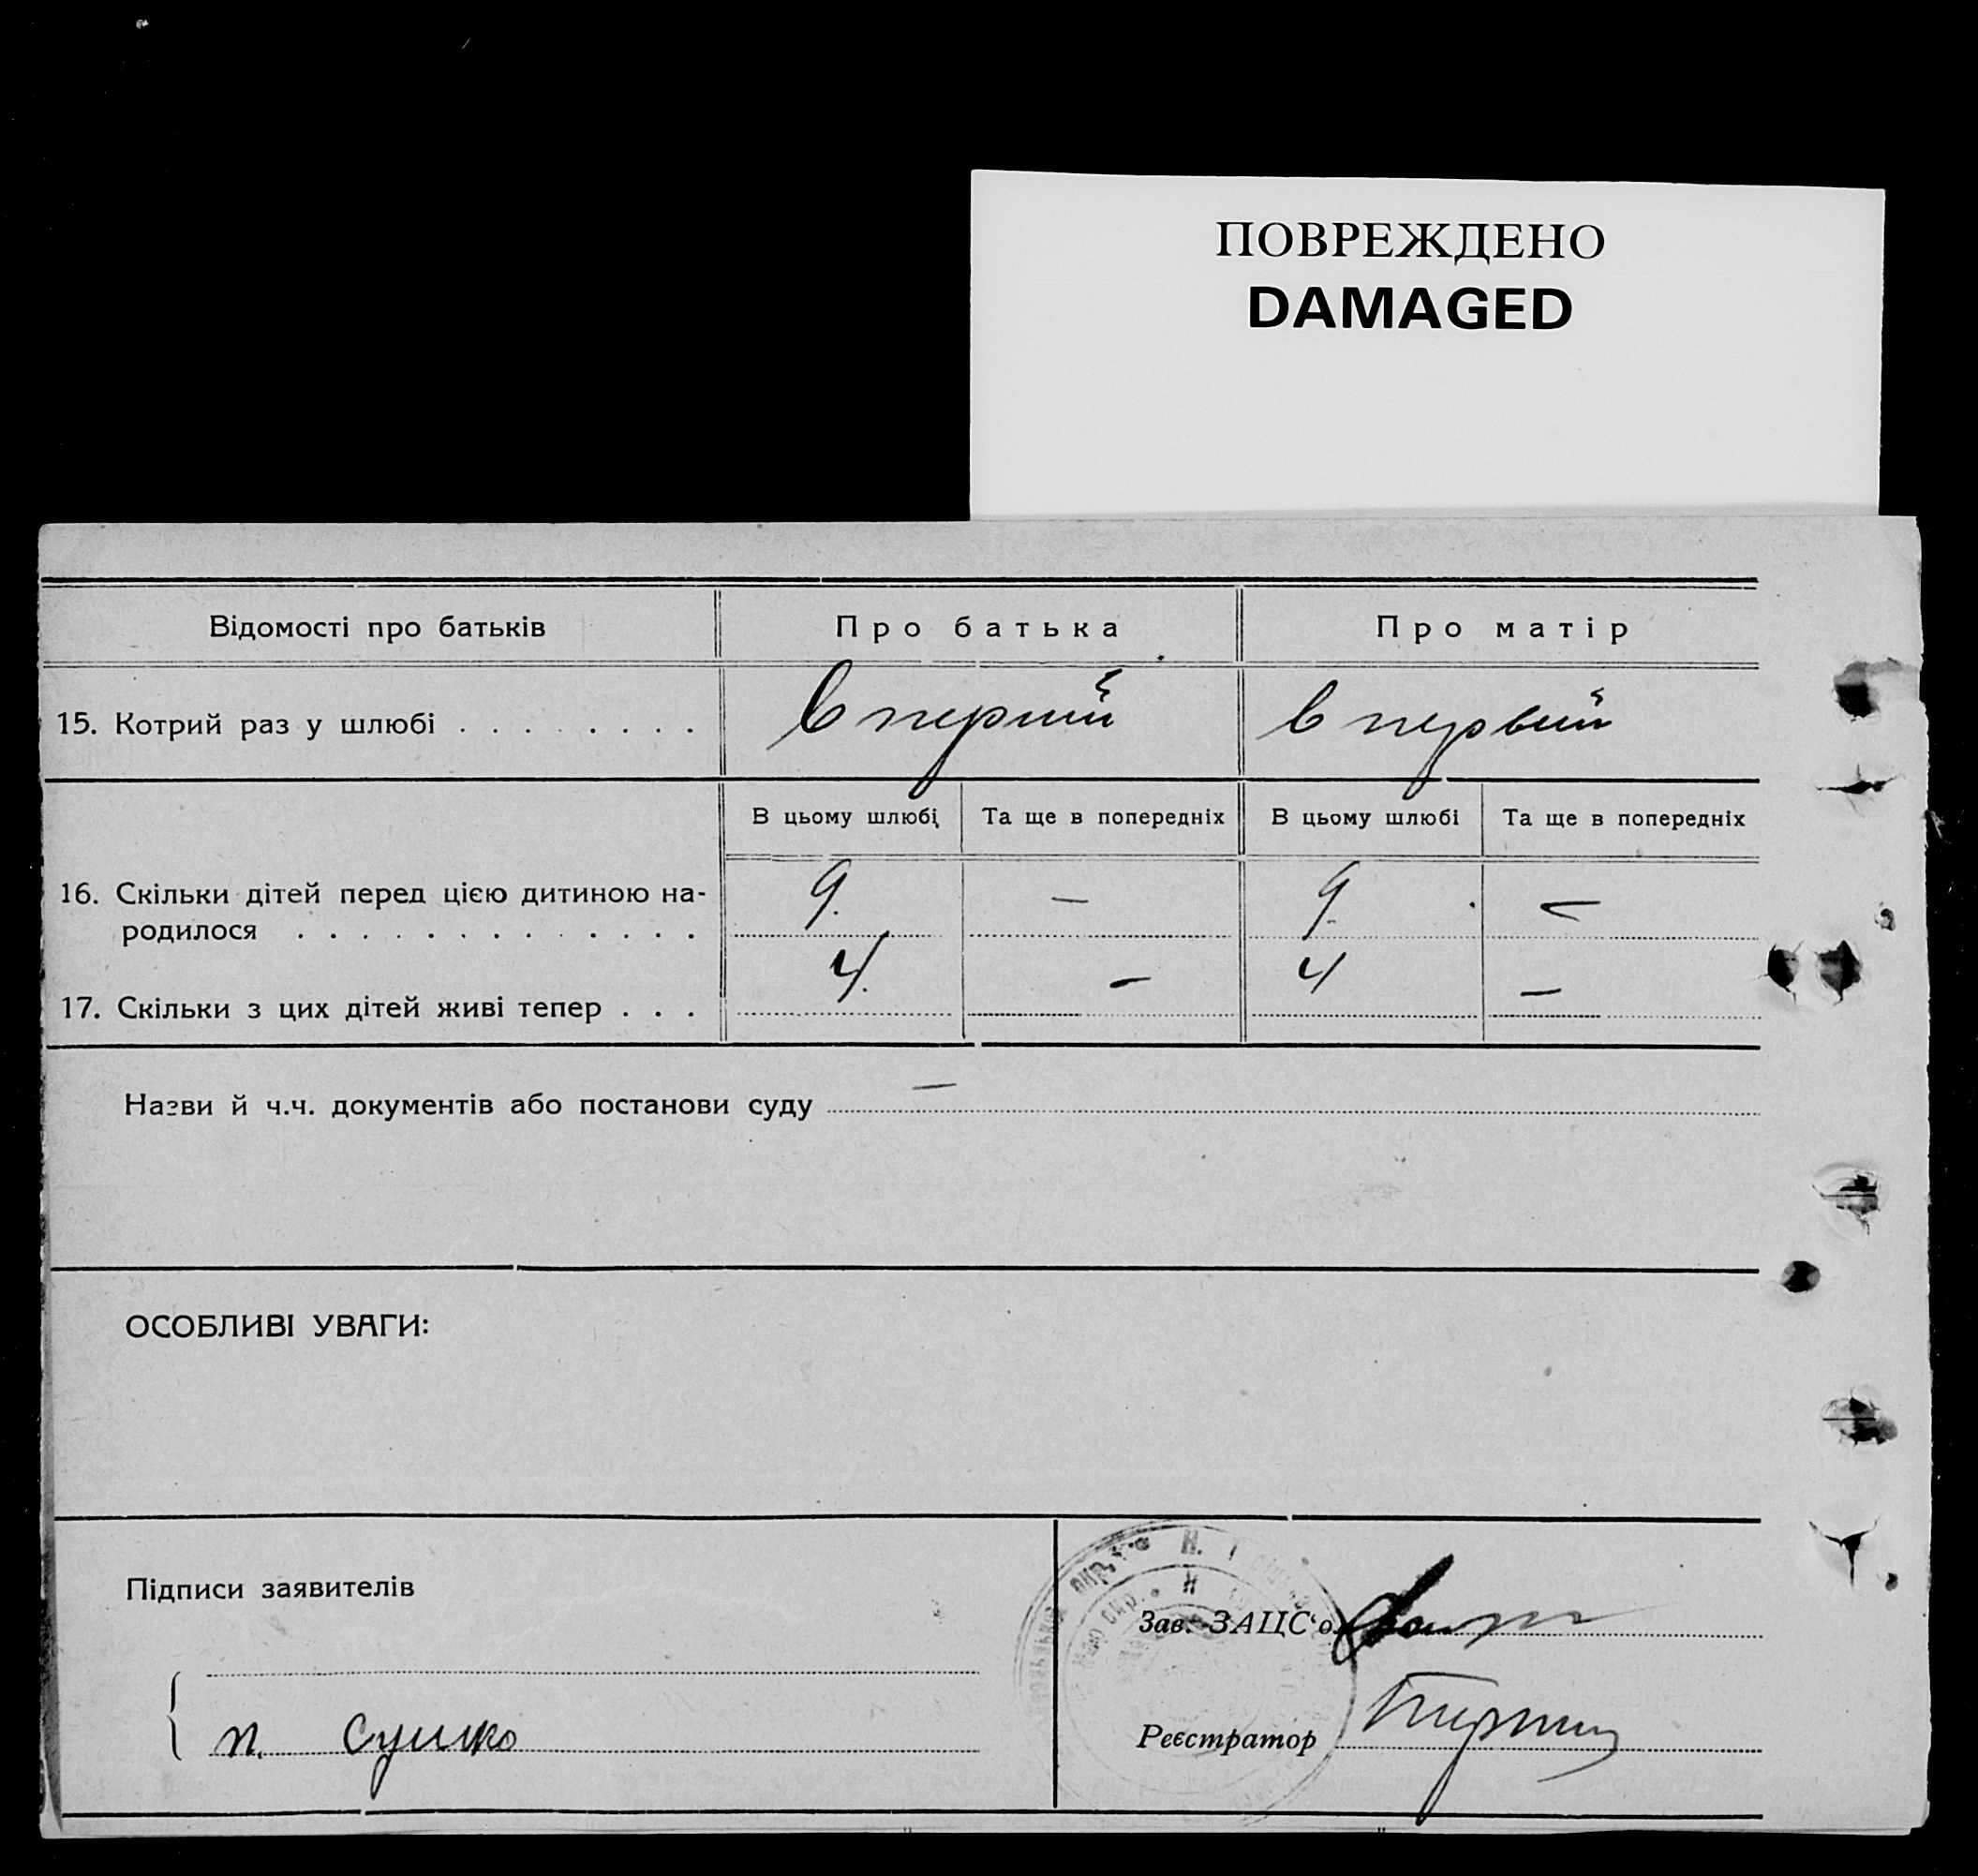 ПОВРЕЖДЕНО
DAMAGED
Відомості про батьків
Про батька
Про матір
15. Котрий раз у шлюбі . . . . . . . .
в перший
в первий
В цьому шлюбі
Та ще в попередніх
В цьому шлюбі
Та ще в попередніх
16. Скільки дітей перед цією дитиною на-
родилося . . . . . . . . . . . . .
9.
—
9.
—
17. Скільки з цих дітей живі тепер . . .
4.
—
4
—
Назви й ч.ч. документів або постанови суду —
ОСОБЛИВІ УВАГИ:
Підписи заявителів
Зав. ЗАЦС'ом
п. Сушко
Реєстратор